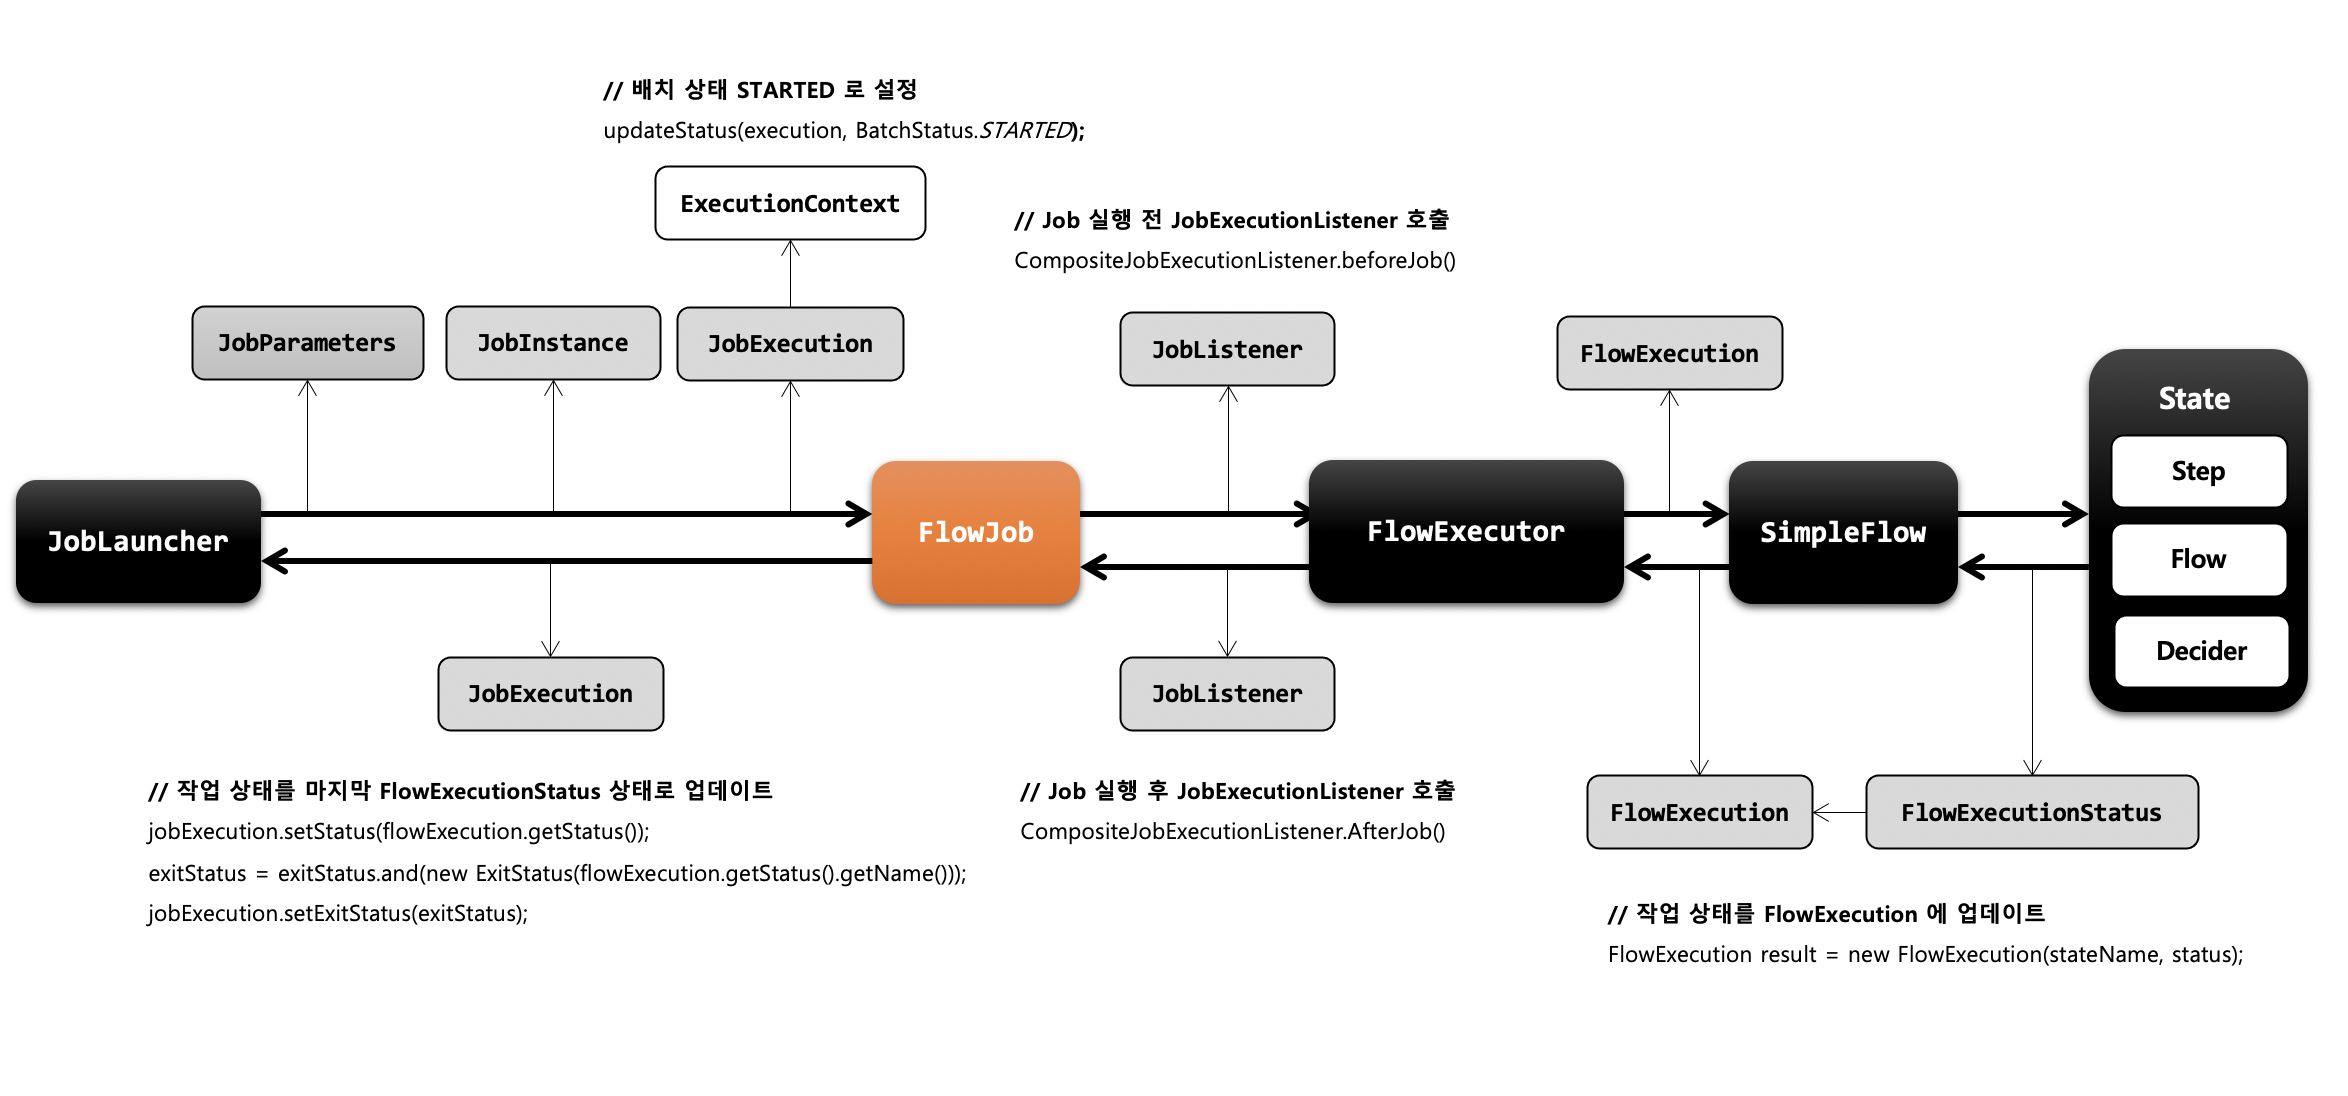 // 배치 상태 STARTED 로 설정
updateStatus(execution, BatchStatus.STARTED);
ExecutionContext
// Job 실행 전 JobExecutionListener 호출
CompositeJobExecutionListener.beforeJob()
JobParameters
JobInstance
JobExecution
JobListener
FlowExecution
State
Step
Flow
Decider
JobLauncher
FlowJob
FlowExecutor
SimpleFlow
JobExecution
JobListener
// 작업 상태를 마지막 FlowExecutionStatus 상태로 업데이트
jobExecution.setStatus(flowExecution.getStatus());
exitStatus = exitStatus.and(new ExitStatus(flowExecution.getStatus().getName()));
jobExecution.setExitStatus(exitStatus);
// Job 실행 후 JobExecutionListener 호출
CompositeJobExecutionListener.AfterJob()
FlowExecution
FlowExecutionStatus
// 작업 상태를 FlowExecution 에 업데이트
FlowExecution result = new FlowExecution(stateName, status);